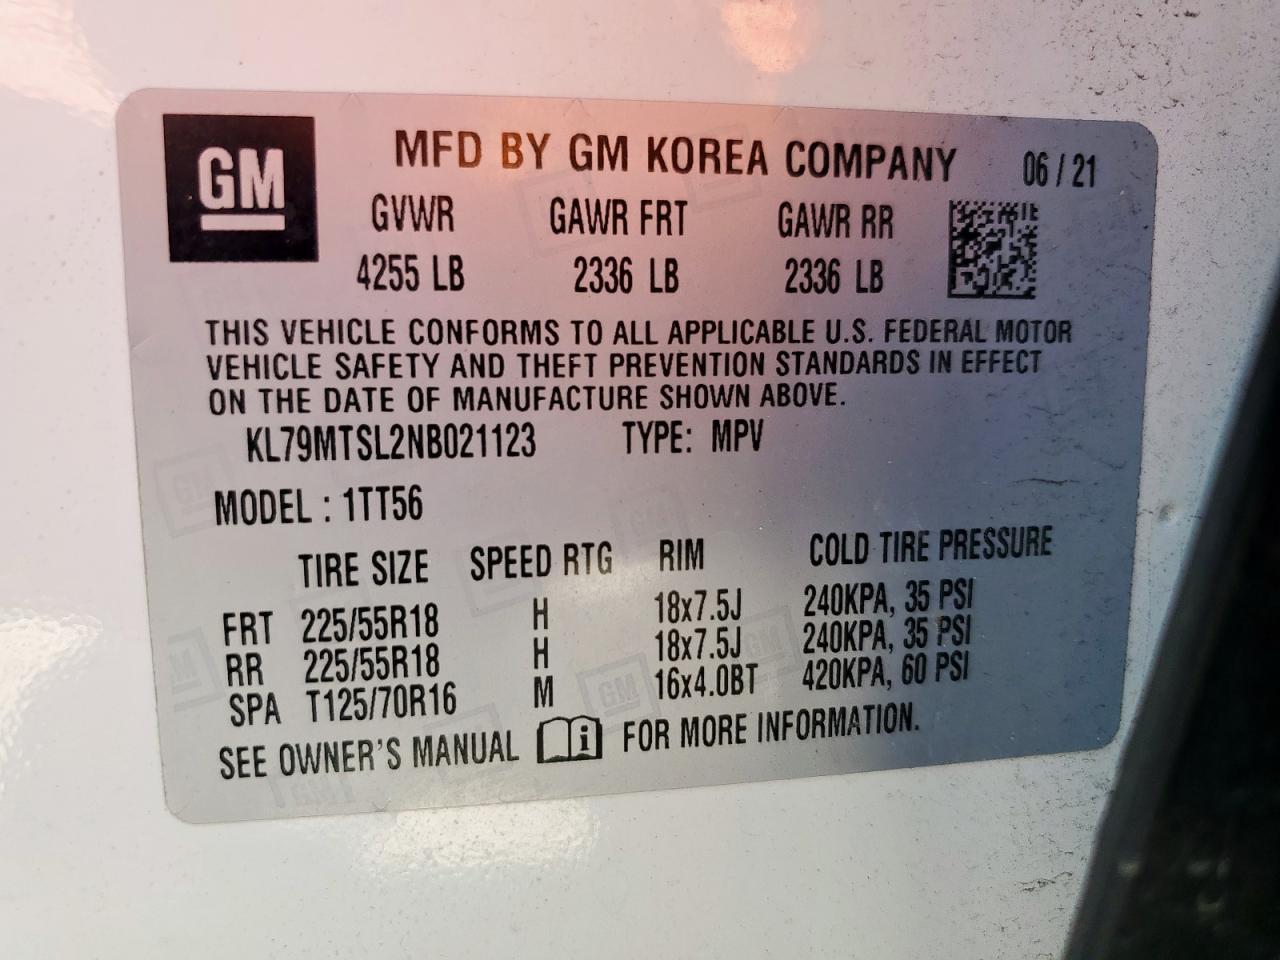 GM
MFD BY GM KOREA COMPANY 06 / 21
GVWR GAWR FRT GAWR RR
4255 LB 2336 LB 2336 LB
THIS VEHICLE CONFORMS TO ALL APPLICABLE U.S. FEDERAL MOTOR
VEHICLE SAFETY AND THEFT PREVENTION STANDARDS IN EFFECT
ON THE DATE OF MANUFACTURE SHOWN ABOVE.
KL79MTSL2NB021123 TYPE: MPV
MODEL : 1TT56
TIRE SIZE SPEED RTG RIM COLD TIRE PRESSURE
FRT 225/55R18 H 18x7.5J 240KPA, 35 PSI
RR 225/55R18 H 18x7.5J 240KPA, 35 PSI
SPA T125/70R16 M 16x4.0BT 420KPA, 60 PSI
SEE OWNER'S MANUAL i FOR MORE INFORMATION.